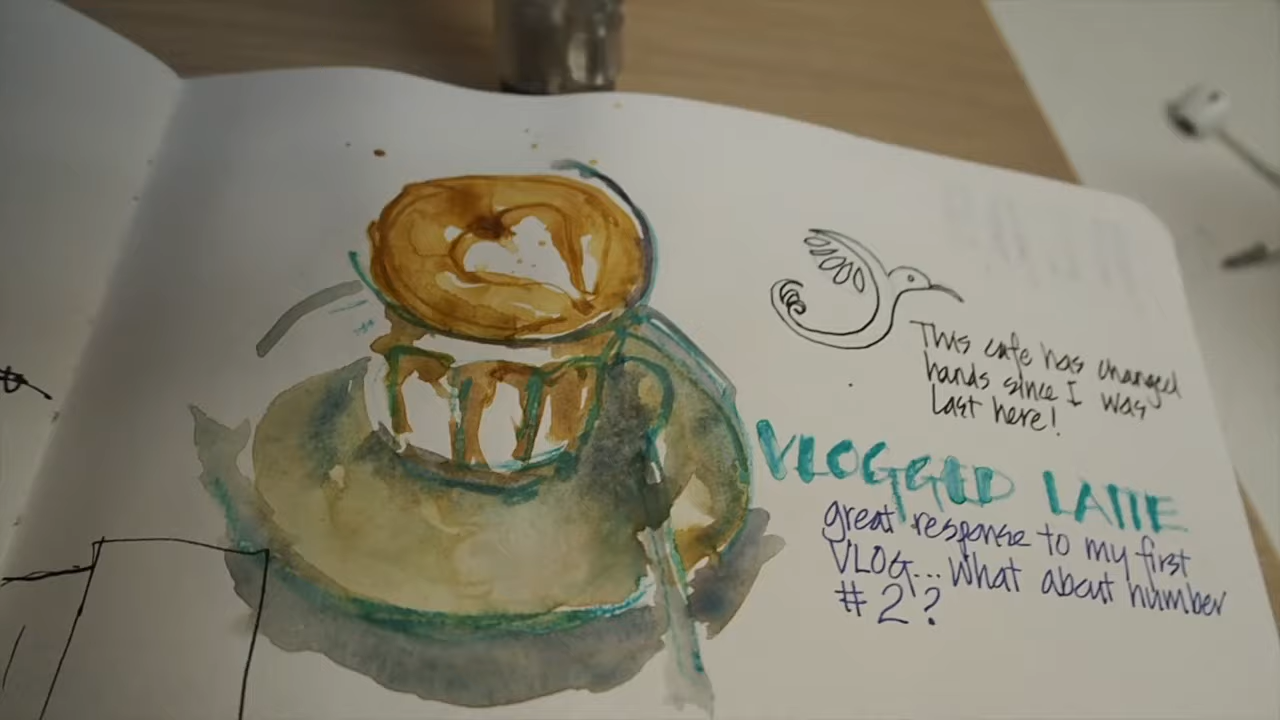 This cafe has changed
hands since I was
Last here!
VLOGGED LATTE
great response to my first
VLOG... What about number
# 2?